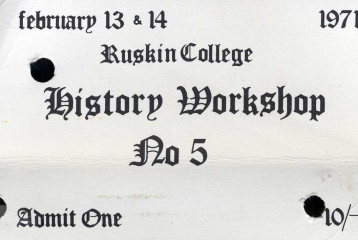 february 13 & 14 1971
Ruskin College
History Workshop
No 5
Admit One 10/-